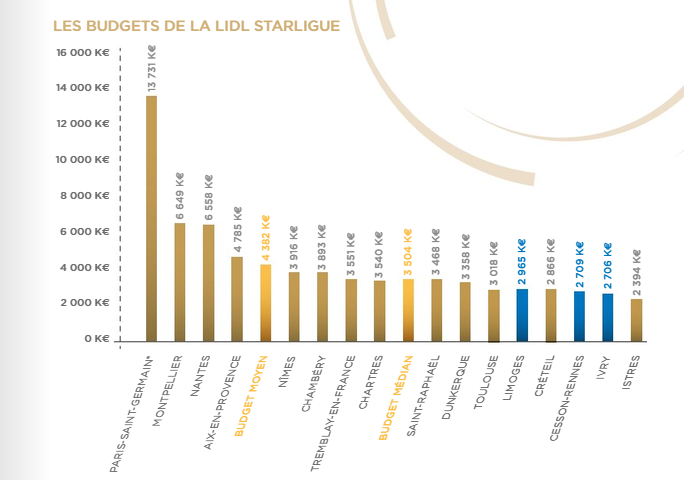 LES BUDGETS DE LA LIDL STARLIGUE
16 000 K€
14 000 K€
12 000 K€
10 000 K€
8 000 K€
6 000 K€
4 000 K€
2 000 K€
0 K€
13 731 K€
6 649 K€
6 558 K€
4 785 K€
4 382 K€
3 916 K€
3 893 K€
3 551 K€
3 540 K€
3 504 K€
3 468 K€
3 358 K€
3 018 K€
2 965 K€
2 866 K€
2 709 K€
2 706 K€
2 394 K€
PARIS-SAINT-GERMAIN*
MONTPELLIER
NANTES
AIX-EN-PROVENCE
BUDGET MOYEN
NÎMES
CHAMBÉRY
TREMBLAY-EN-FRANCE
CHARTRES
BUDGET MÉDIAN
SAINT-RAPHAËL
DUNKERQUE
TOULOUSE
LIMOGES
CRÉTEIL
CESSON-RENNES
IVRY
ISTRES